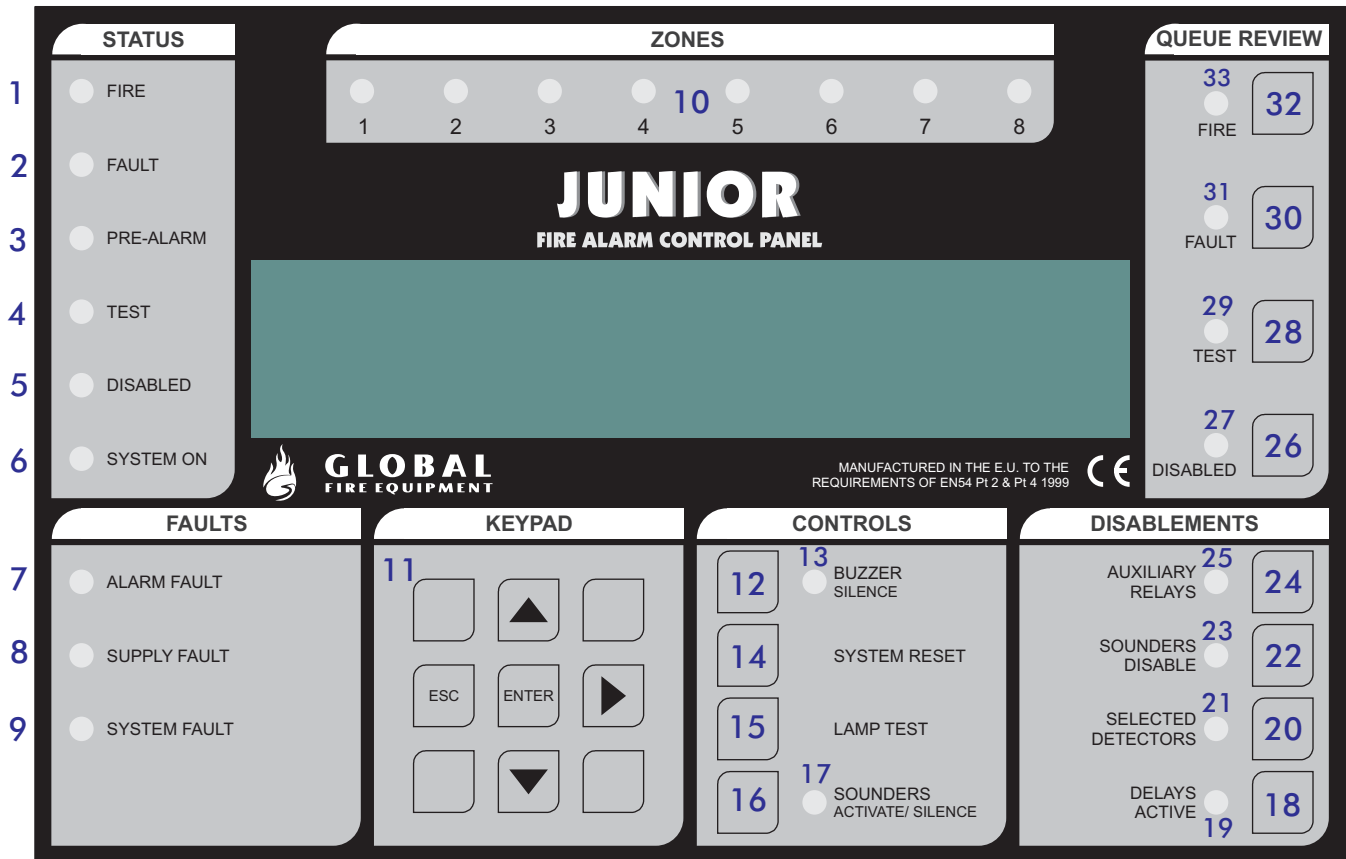 STATUS
1 FIRE
2 FAULT
3 PRE-ALARM
4 TEST
5 DISABLED
6 SYSTEM ON
ZONES
10
1 2 3 4 5 6 7 8
JUNIOR
FIRE ALARM CONTROL PANEL
GLOBAL
FIRE EQUIPMENT
MANUFACTURED IN THE E.U. TO THE
REQUIREMENTS OF EN54 Pt 2 & Pt 4 1999
CE
QUEUE REVIEW
33
FIRE
32
31
FAULT
30
29
TEST
28
27
DISABLED
26
FAULTS
7 ALARM FAULT
8 SUPPLY FAULT
9 SYSTEM FAULT
KEYPAD
11
ESC ENTER
CONTROLS
12
13
BUZZER
SILENCE
14 SYSTEM RESET
15 LAMP TEST
16
17
SOUNDERS
ACTIVATE/ SILENCE
DISABLEMENTS
AUXILIARY
RELAYS
25
24
SOUNDERS
DISABLE
23
22
SELECTED
DETECTORS
21
20
DELAYS
ACTIVE
19
18